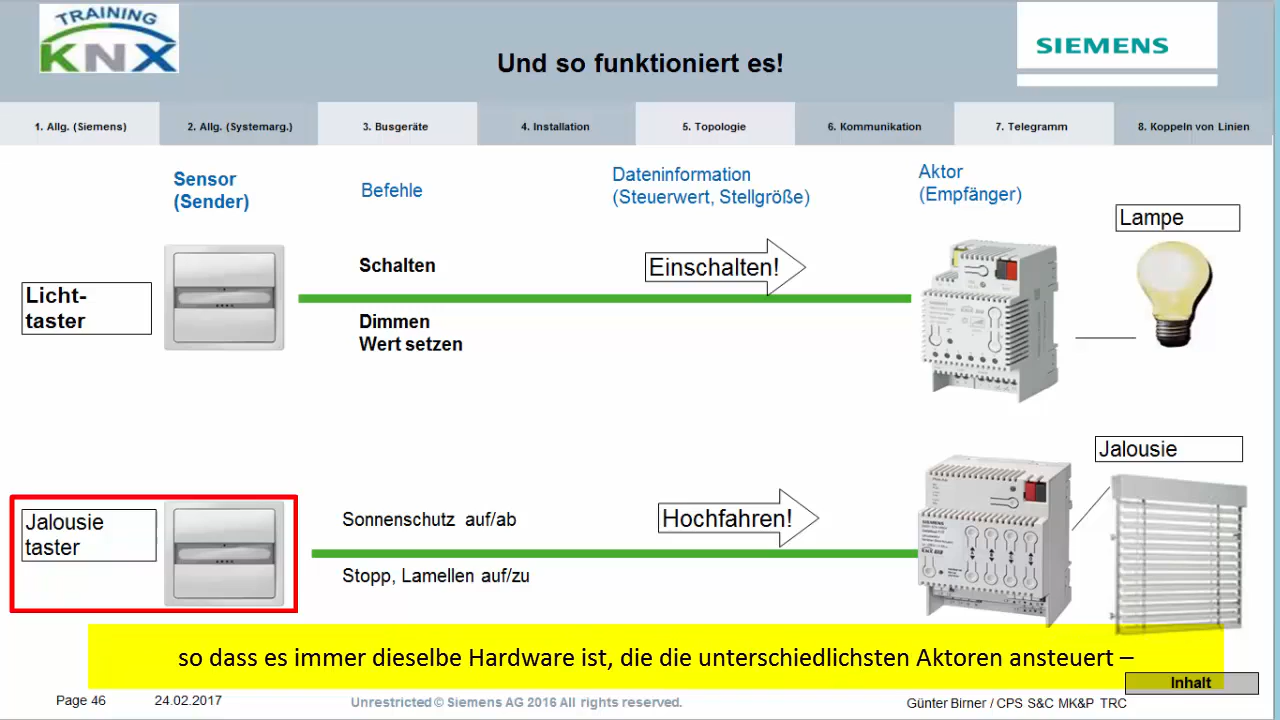 TRAINING
KNX
Und so funktioniert es!
SIEMENS
1. Allg. (Siemens)
2. Allg. (Systemarg.)
3. Busgeräte
4. Installation
5. Topologie
6. Kommunikation
7. Telegramm
8. Koppeln von Linien
Sensor
(Sender)
Befehle
Dateninformation
(Steuerwert, Stellgröße)
Aktor
(Empfänger)
Lampe
Licht-
taster
Schalten
Einschalten!
Dimmen
Wert setzen
Jalousie
Jalousie
taster
Sonnenschutz auf/ab
Hochfahren!
Stopp, Lamellen auf/zu
SIEMENS
KNX
so dass es immer dieselbe Hardware ist, die die unterschiedlichsten Aktoren ansteuert –
Inhalt
Page 46
24.02.2017
Unrestricted © Siemens AG 2016 All rights reserved.
Günter Birner / CPS S&C MK&P TRC